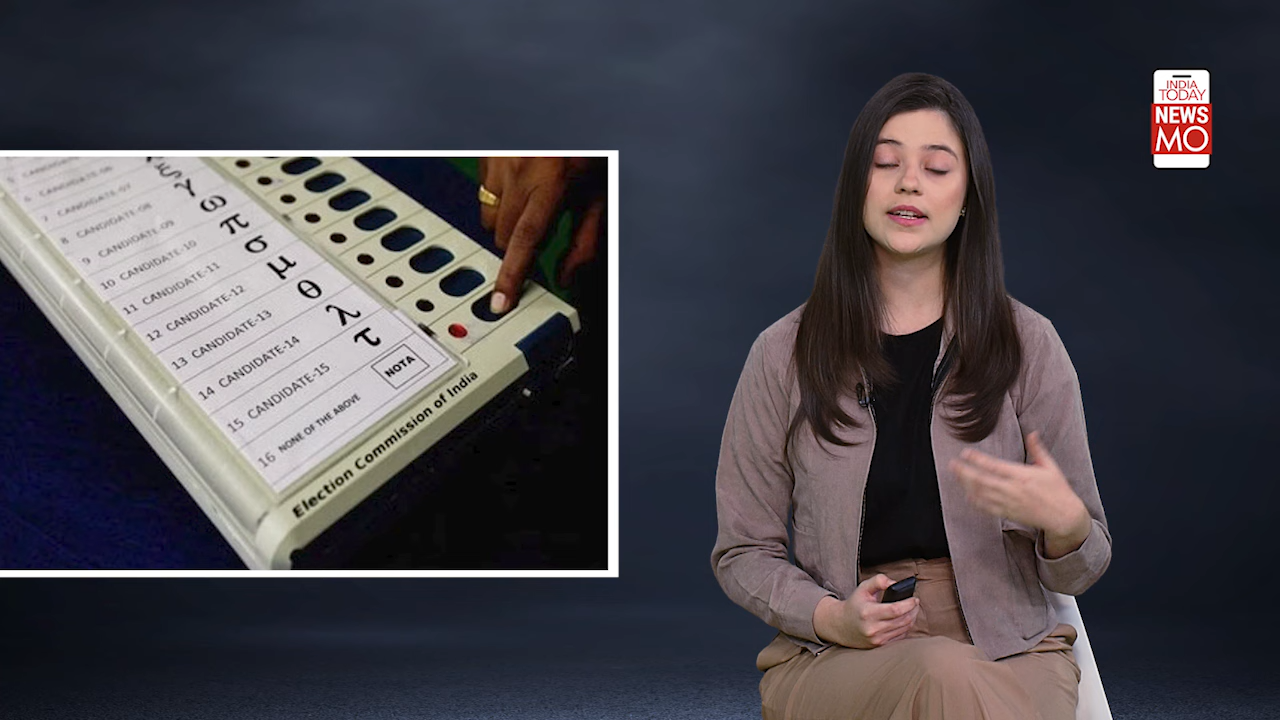 CANDIDATE-06
7 CANDIDATE-07
8 CANDIDATE-08
9 CANDIDATE-09
10 CANDIDATE-10
11 CANDIDATE-11
12 CANDIDATE-12
13 CANDIDATE-13
14 CANDIDATE-14
15 CANDIDATE-15
16 NONE OF THE ABOVE
ξ
γ
ω
π
σ
μ
θ
λ
τ
NOTA
Election Commission of India
INDIA
TODAY
NEWS
MO